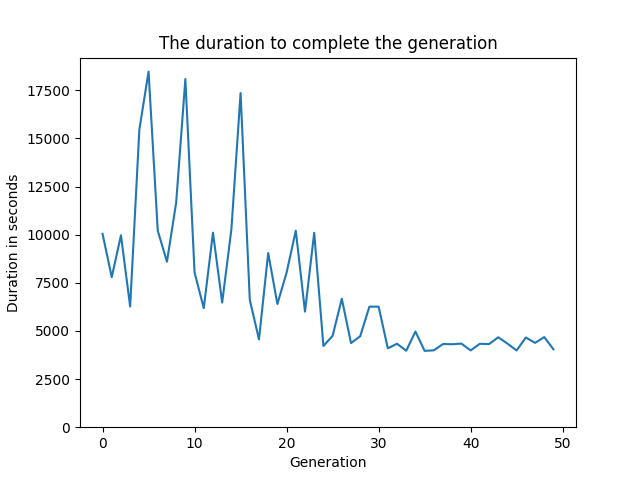 The duration to complete the generation
17500
15000
12500
10000
7500
5000
2500
0
Duration in seconds
0 10 20 30 40 50
Generation